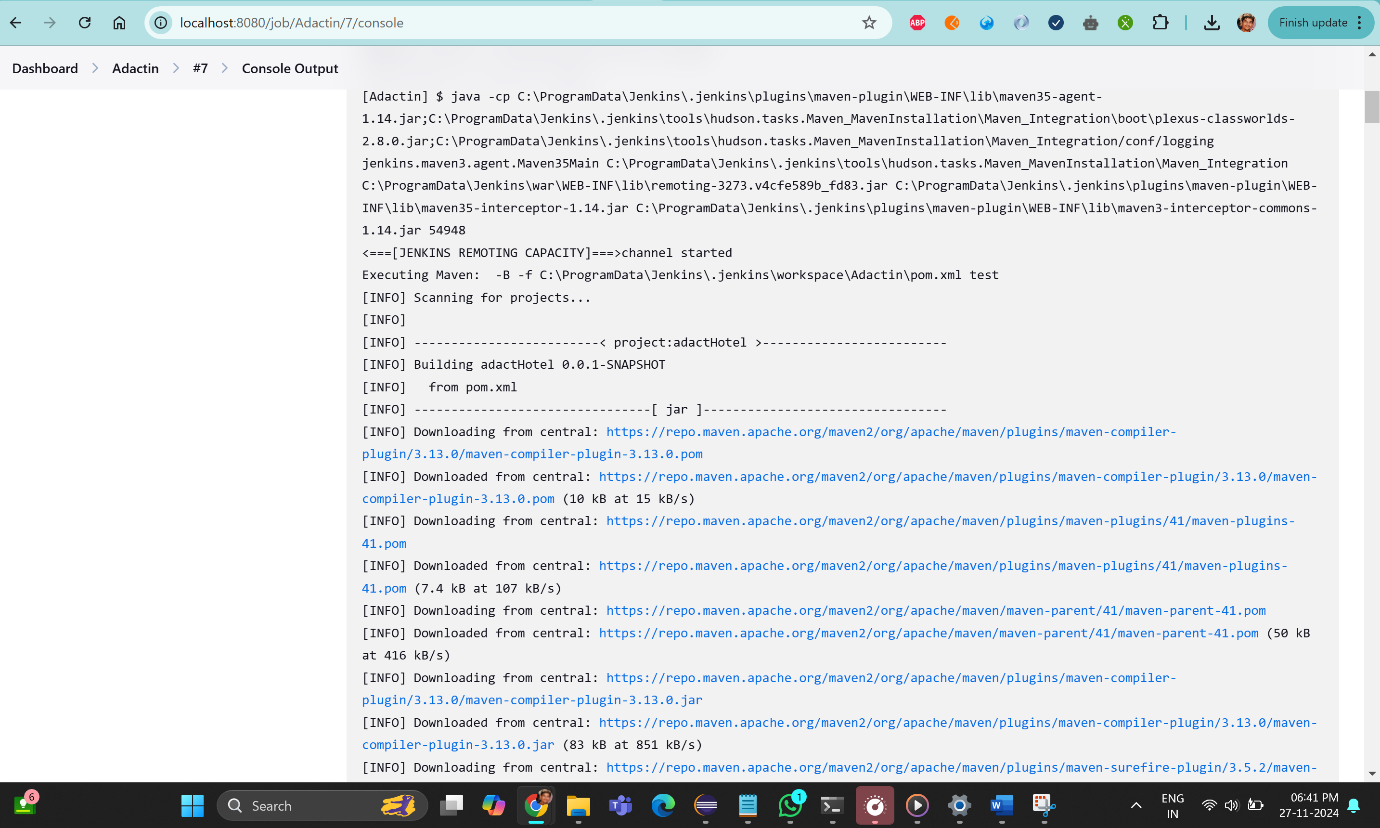 localhost:8080/job/Adactin/7/console
ABP
Finish update
Dashboard > Adactin > #7 > Console Output
[Adactin] $ java -cp C:\ProgramData\Jenkins\.jenkins\plugins\maven-plugin\WEB-INF\lib\maven35-agent-
1.14.jar;C:\ProgramData\Jenkins\.jenkins\tools\hudson.tasks.Maven_MavenInstallation\Maven_Integration\boot\plexus-classworlds-
2.8.0.jar;C:\ProgramData\Jenkins\.jenkins\tools\hudson.tasks.Maven_MavenInstallation\Maven_Integration/conf/logging
jenkins.maven3.agent.Maven35Main C:\ProgramData\Jenkins\.jenkins\tools\hudson.tasks.Maven_MavenInstallation\Maven_Integration
C:\ProgramData\Jenkins\war\WEB-INF\lib\remoting-3273.v4cfe589b_fd83.jar C:\ProgramData\Jenkins\.jenkins\plugins\maven-plugin\WEB-
INF\lib\maven35-interceptor-1.14.jar C:\ProgramData\Jenkins\.jenkins\plugins\maven-plugin\WEB-INF\lib\maven3-interceptor-commons-
1.14.jar 54948
<===[JENKINS REMOTING CAPACITY]===>channel started
Executing Maven:  -B -f C:\ProgramData\Jenkins\.jenkins\workspace\Adactin\pom.xml test
[INFO] Scanning for projects...
[INFO]
[INFO] -------------------------< project:adactHotel >-------------------------
[INFO] Building adactHotel 0.0.1-SNAPSHOT
[INFO]   from pom.xml
[INFO] --------------------------------[ jar ]---------------------------------
[INFO] Downloading from central: https://repo.maven.apache.org/maven2/org/apache/maven/plugins/maven-compiler-
plugin/3.13.0/maven-compiler-plugin-3.13.0.pom
[INFO] Downloaded from central: https://repo.maven.apache.org/maven2/org/apache/maven/plugins/maven-compiler-plugin/3.13.0/maven-
compiler-plugin-3.13.0.pom (10 kB at 15 kB/s)
[INFO] Downloading from central: https://repo.maven.apache.org/maven2/org/apache/maven/plugins/maven-plugins/41/maven-plugins-
41.pom
[INFO] Downloaded from central: https://repo.maven.apache.org/maven2/org/apache/maven/plugins/maven-plugins/41/maven-plugins-
41.pom (7.4 kB at 107 kB/s)
[INFO] Downloading from central: https://repo.maven.apache.org/maven2/org/apache/maven/maven-parent/41/maven-parent-41.pom
[INFO] Downloaded from central: https://repo.maven.apache.org/maven2/org/apache/maven/maven-parent/41/maven-parent-41.pom (50 kB
at 416 kB/s)
[INFO] Downloading from central: https://repo.maven.apache.org/maven2/org/apache/maven/plugins/maven-compiler-
plugin/3.13.0/maven-compiler-plugin-3.13.0.jar
[INFO] Downloaded from central: https://repo.maven.apache.org/maven2/org/apache/maven/plugins/maven-compiler-plugin/3.13.0/maven-
compiler-plugin-3.13.0.jar (83 kB at 851 kB/s)
[INFO] Downloading from central: https://repo.maven.apache.org/maven2/org/apache/maven/plugins/maven-surefire-plugin/3.5.2/maven-
6
Search
1
ENG
IN
06:41 PM
27-11-2024